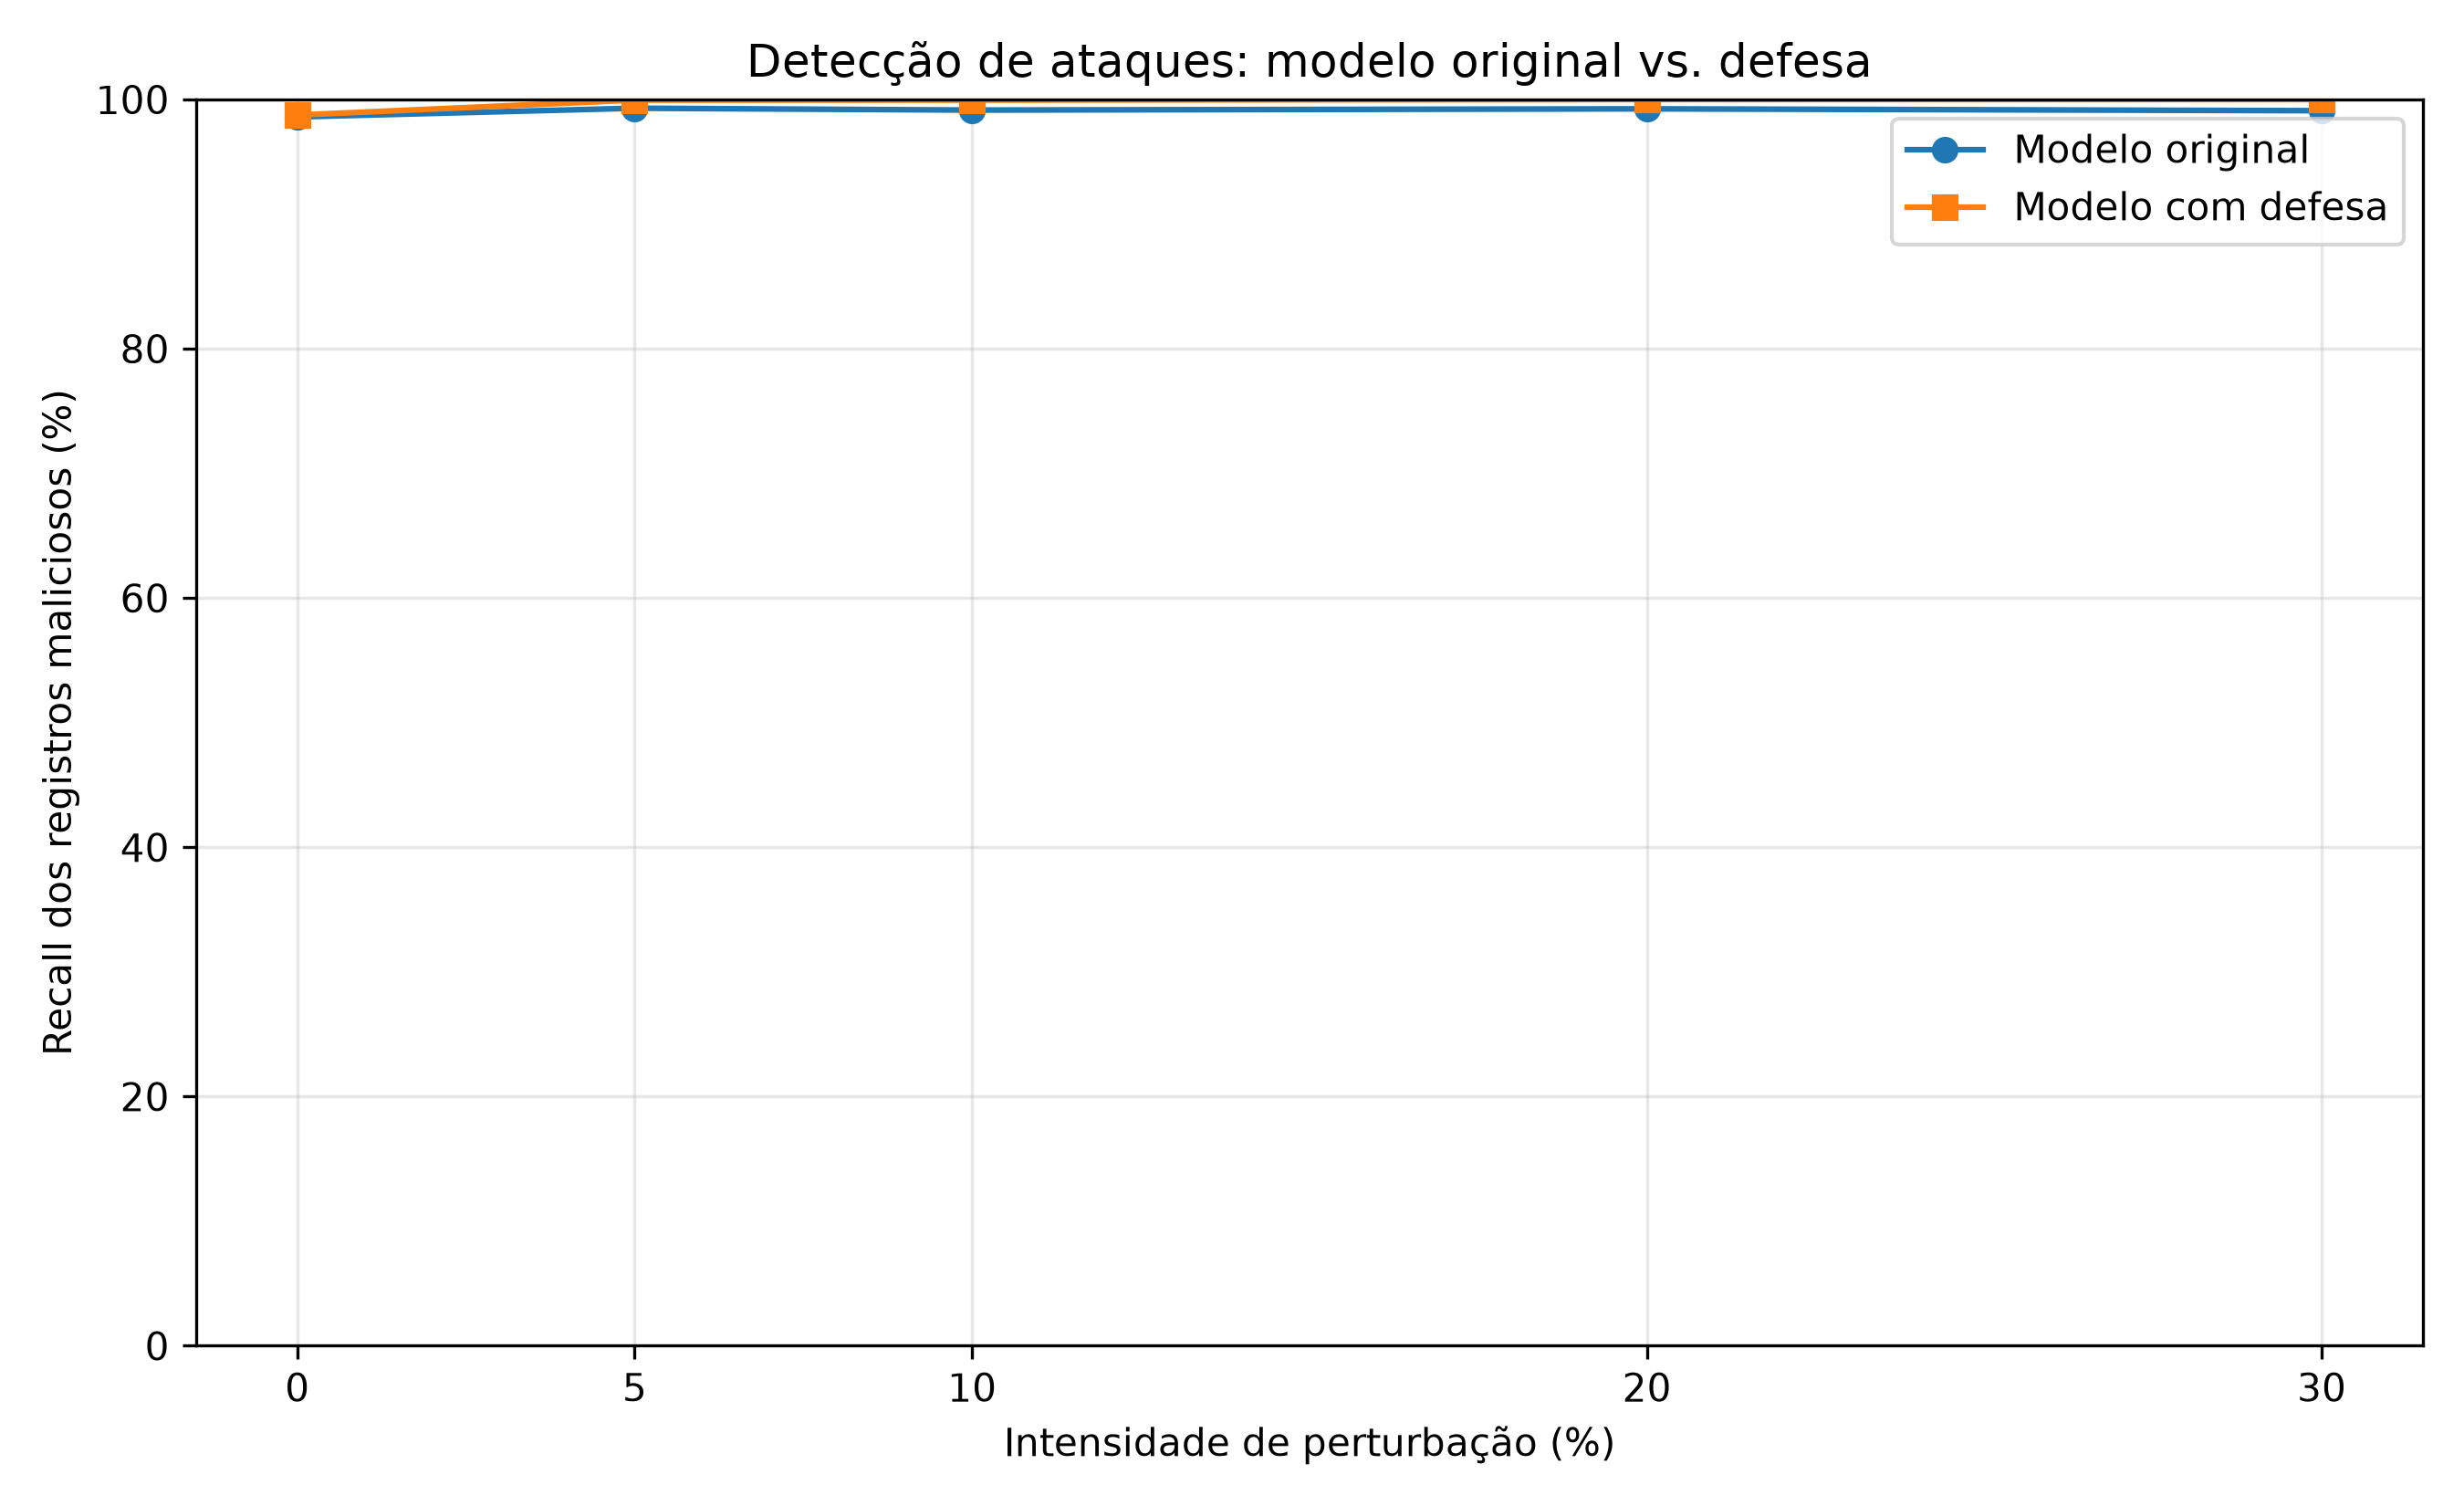 Detecção de ataques: modelo original vs. defesa
100
80
60
40
20
0
Recall dos registros maliciosos (%)
Modelo original
Modelo com defesa
0 5 10 20 30
Intensidade de perturbação (%)